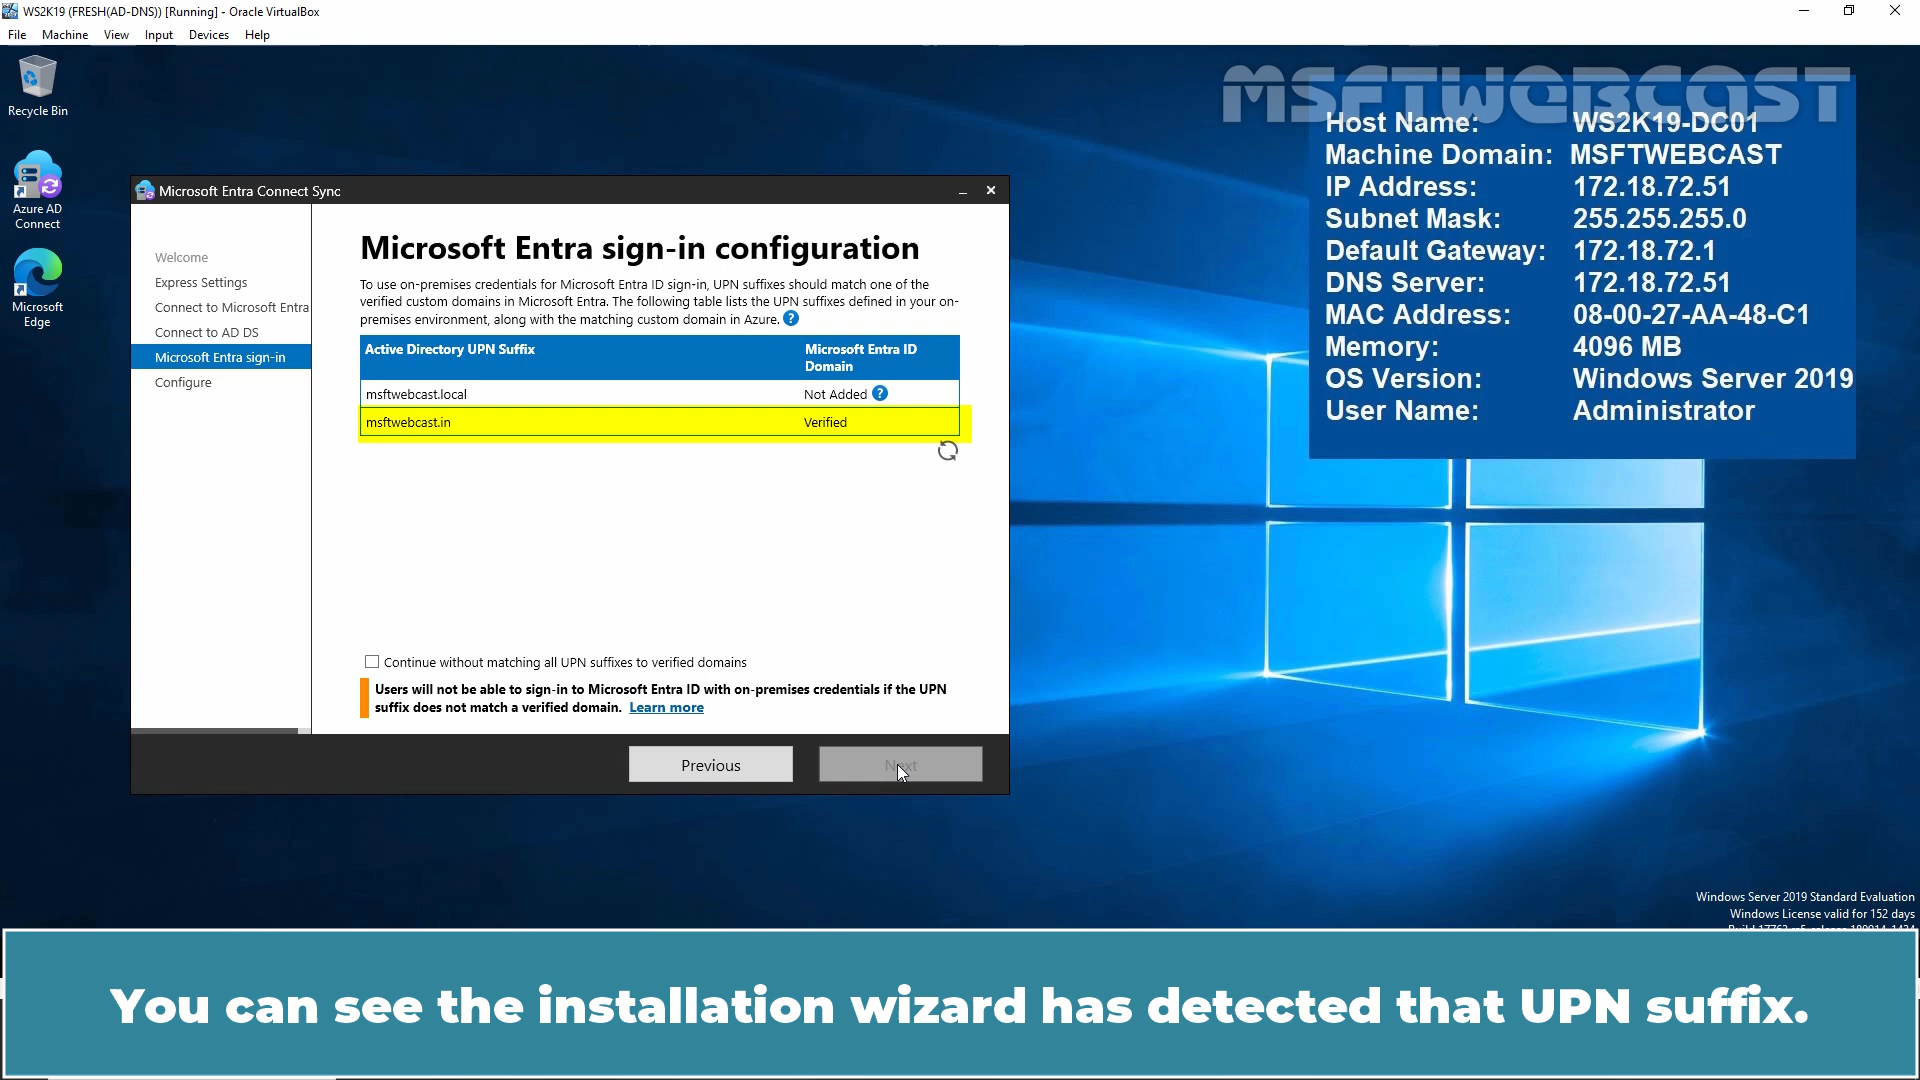 WS2K19 (FRESH(AD-DNS)) [Running] - Oracle VirtualBox
File Machine View Input Devices Help
Recycle Bin
Azure AD
Connect
Microsoft
Edge
MSFTWEBCAST
Host Name: WS2K19-DC01
Machine Domain: MSFTWEBCAST
IP Address: 172.18.72.51
Subnet Mask: 255.255.255.0
Default Gateway: 172.18.72.1
DNS Server: 172.18.72.51
MAC Address: 08-00-27-AA-48-C1
Memory: 4096 MB
OS Version: Windows Server 2019
User Name: Administrator
Microsoft Entra Connect Sync
Welcome
Express Settings
Connect to Microsoft Entra
Connect to AD DS
Microsoft Entra sign-in
Configure
Microsoft Entra sign-in configuration
To use on-premises credentials for Microsoft Entra ID sign-in, UPN suffixes should match one of the
verified custom domains in Microsoft Entra. The following table lists the UPN suffixes defined in your on-
premises environment, along with the matching custom domain in Azure. ?
Active Directory UPN Suffix Microsoft Entra ID
Domain
msftwebcast.local Not Added ?
msftwebcast.in Verified
Continue without matching all UPN suffixes to verified domains
Users will not be able to sign-in to Microsoft Entra ID with on-premises credentials if the UPN
suffix does not match a verified domain. Learn more
Previous Next
Windows Server 2019 Standard Evaluation
Windows License valid for 152 days
You can see the installation wizard has detected that UPN suffix.